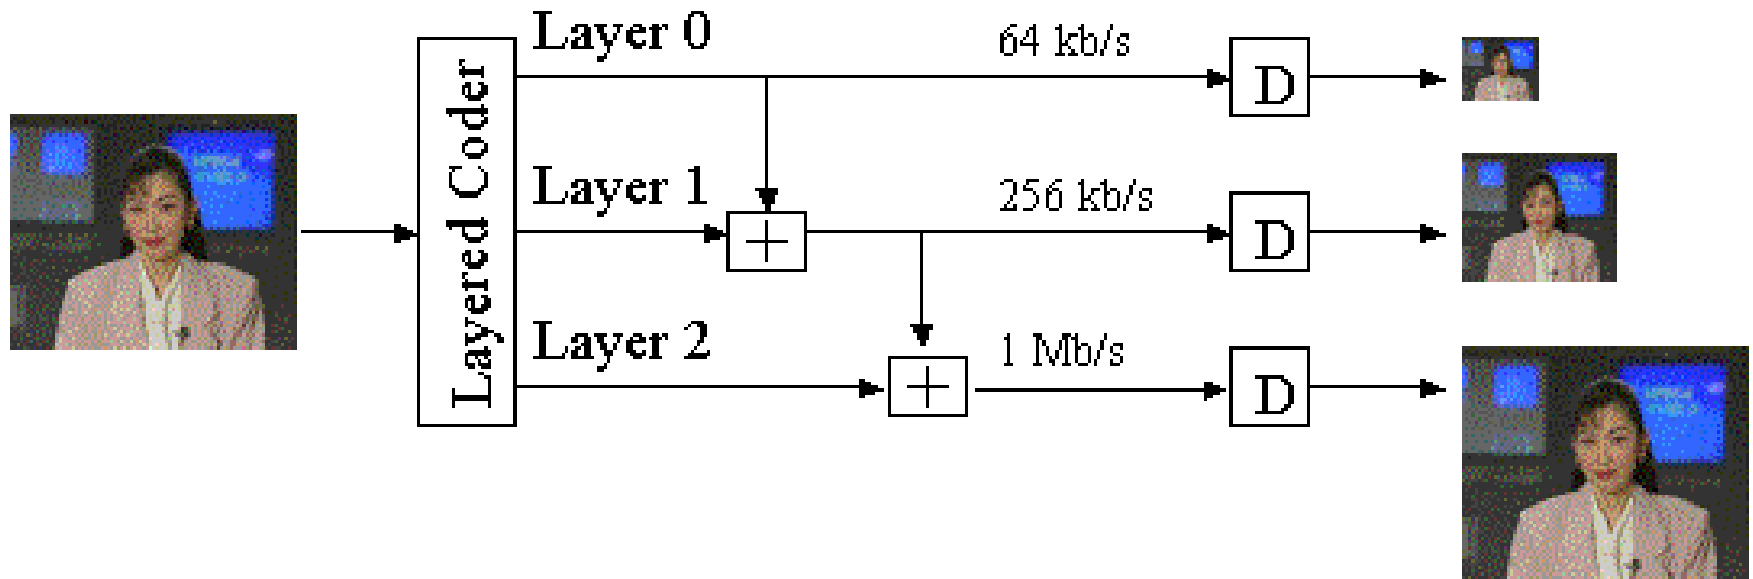 Layered Coder
Layer 0
64 kb/s
D
Layer 1
+
256 kb/s
D
Layer 2
+
1 Mb/s
D